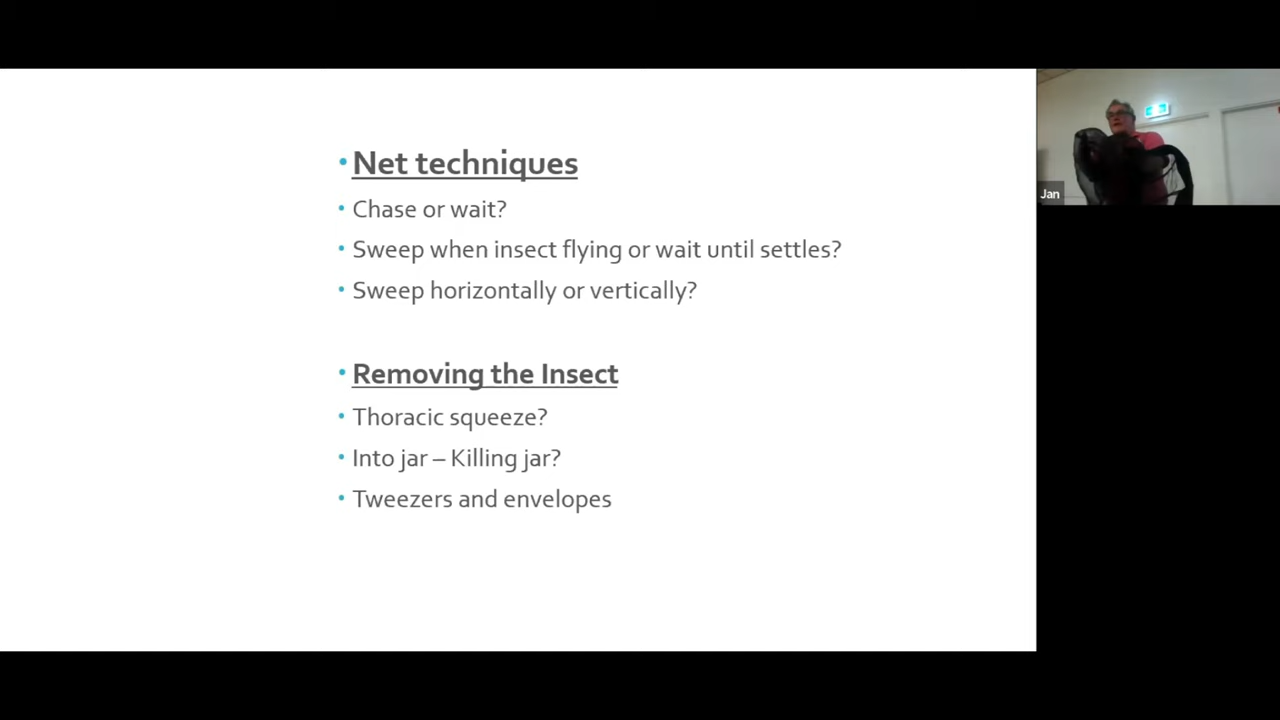 • Net techniques
• Chase or wait?
• Sweep when insect flying or wait until settles?
• Sweep horizontally or vertically?
• Removing the Insect
• Thoracic squeeze?
• Into jar – Killing jar?
• Tweezers and envelopes
Jan